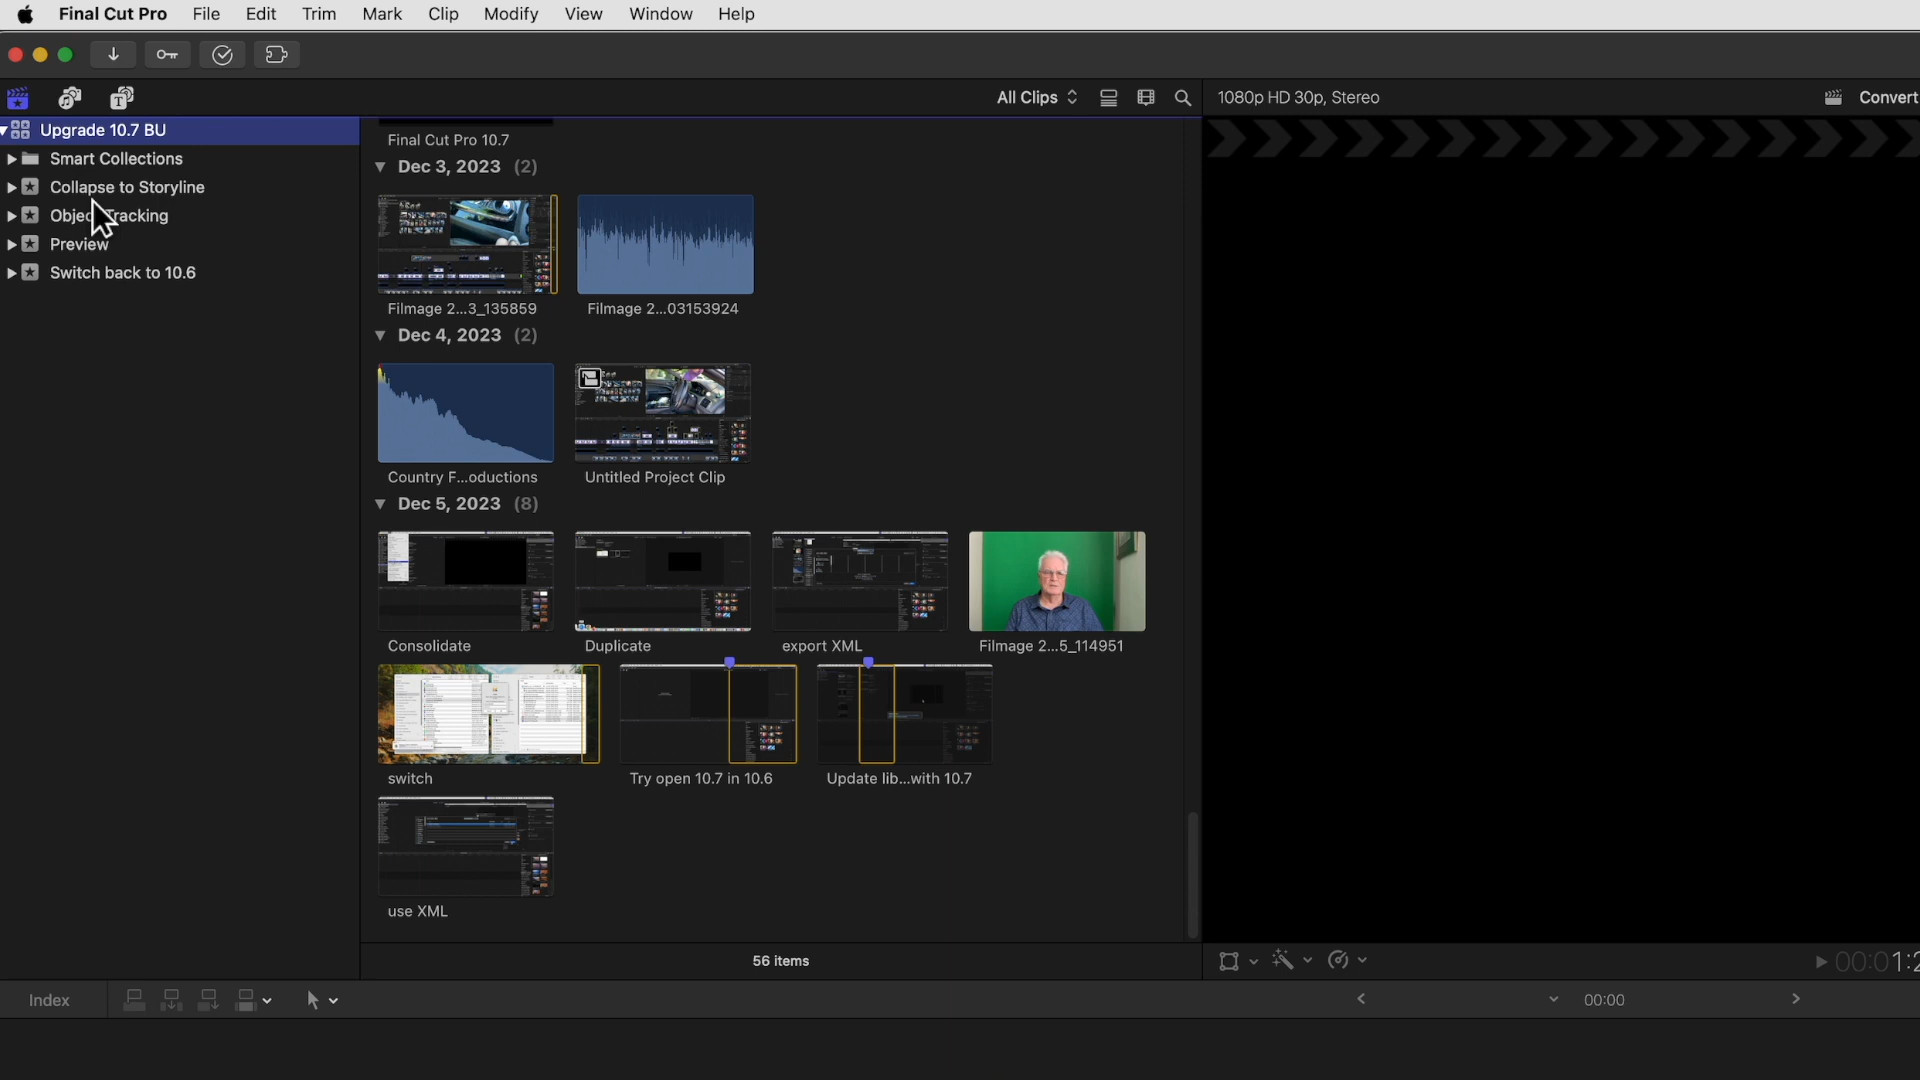 Final Cut Pro File Edit Trim Mark Clip Modify View Window Help
All Clips
1080p HD 30p, Stereo
Convert
Upgrade 10.7 BU
Smart Collections
Collapse to Storyline
Object Tracking
Preview
Switch back to 10.6
Final Cut Pro 10.7
Dec 3, 2023 (2)
Filmage 2...3_135859
Filmage 2...03153924
Dec 4, 2023 (2)
Country F...oductions
Untitled Project Clip
Dec 5, 2023 (8)
Consolidate
Duplicate
export XML
Filmage 2...5_114951
switch
Try open 10.7 in 10.6
Update lib...with 10.7
use XML
56 items
00:01:2
Index
00:00